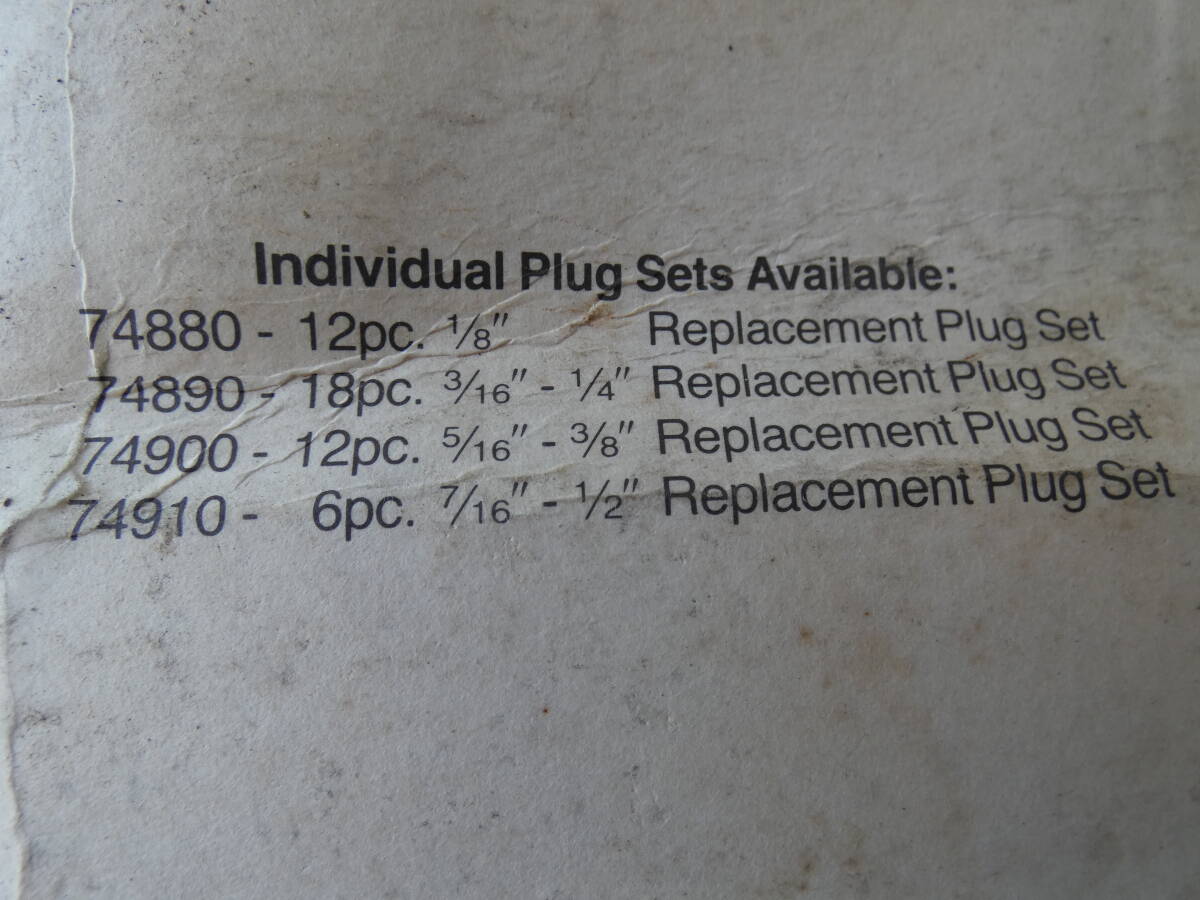 Individual Plug Sets Available:
74880 - 12pc. 1/8" Replacement Plug Set
74890 - 18pc. 3/16" - 1/4" Replacement Plug Set
74900 - 12pc. 5/16" - 3/8" Replacement Plug Set
74910 - 6pc. 7/16" - 1/2" Replacement Plug Set